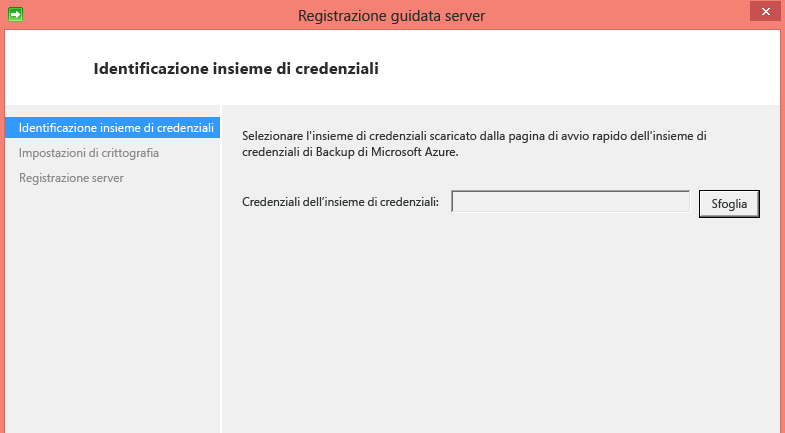 Registrazione guidata server
Identificazione insieme di credenziali
Identificazione insieme di credenziali
Impostazioni di crittografia
Registrazione server
Selezionare l'insieme di credenziali scaricato dalla pagina di avvio rapido dell'insieme di
credenziali di Backup di Microsoft Azure.
Credenziali dell'insieme di credenziali:
Sfoglia